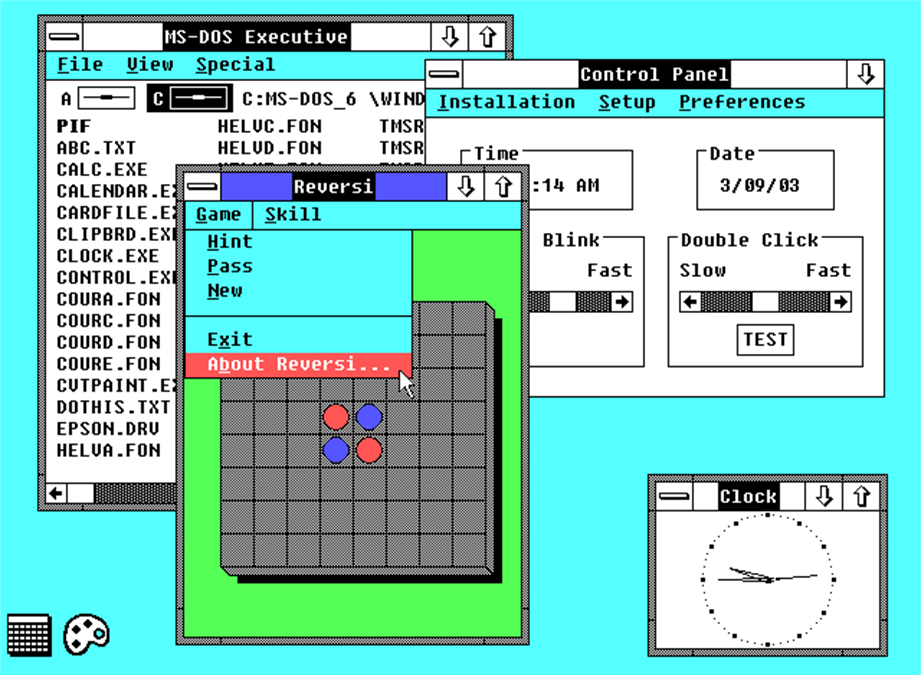 MS-DOS Executive
File View Special
A C C:MS-DOS_6 \WIND
PIF HELVC.FON TMSR
ABC.TXT HELVD.FON TMSR
CALC.EXE
CALENDAR.EX
CARDFILE.E
CLIPBRD.EX
CLOCK.EXE
CONTROL.EX
COURA.FON
COURC.FON
COURD.FON
COURE.FON
CUTPAINT.E
DOTHIS.TXT
EPSON.DRV
HELVA.FON
Control Panel
Installation Setup Preferences
Time
:14 AM
Date
3/09/03
Blink
Fast
Double Click
Slow Fast
TEST
Reversi
Game Skill
Hint
Pass
New
Exit
About Reversi...
Clock